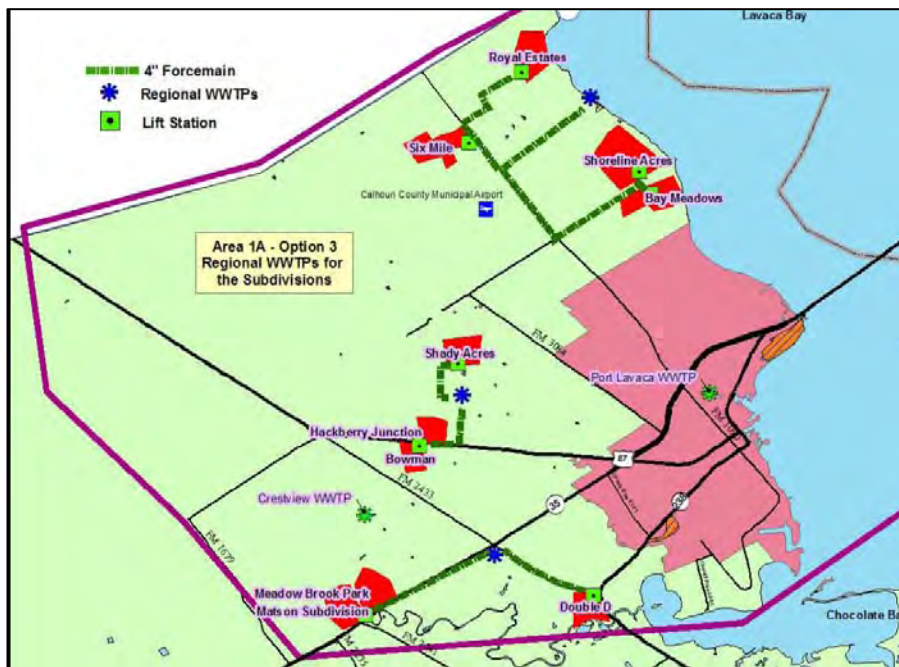 Lavaca Bay
4" Forcemain
Regional WWTPs
Lift Station
Royal Estates
Six Mile
Shoreline Acres
Bay Meadows
Calhoun County Municipal Airport
Area 1A - Option 3
Regional WWTPs for
the Subdivisions
FM 3084
Shady Acres
Port Lavaca WWTP
Hackberry Junction
Bowman
87
FM 2433
Crestview WWTP
35
238
FM 1679
Meadow Brook Park
Matson Subdivision
Double D
Chocolate Ba